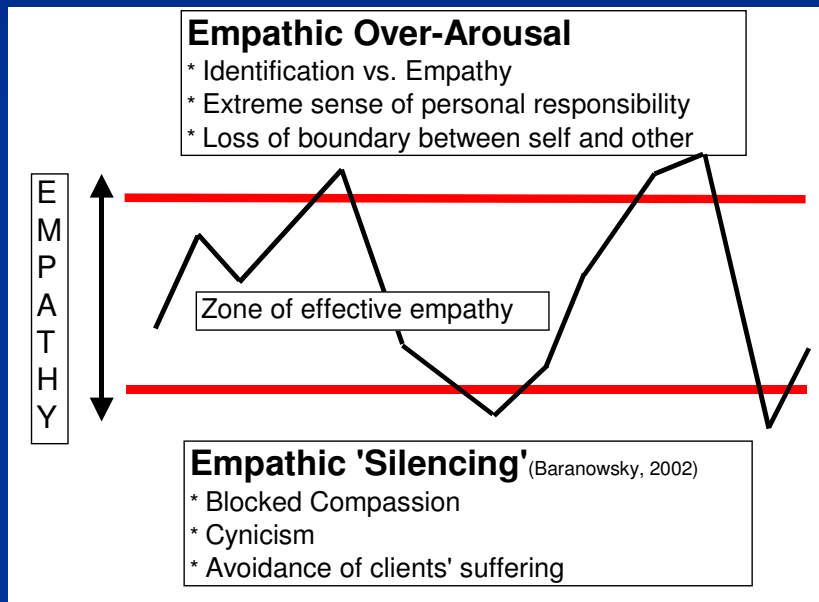 Empathic Over-Arousal
* Identification vs. Empathy
* Extreme sense of personal responsibility
* Loss of boundary between self and other
E
M
P
A
T
H
Y
Zone of effective empathy
Empathic 'Silencing'(Baranowsky, 2002)
* Blocked Compassion
* Cynicism
* Avoidance of clients' suffering